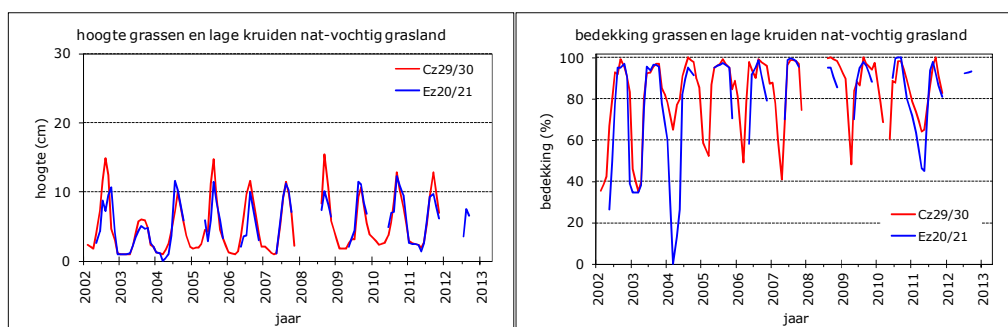 hoogte grassen en lage kruiden nat-vochtig grasland
30
20
10
0
hoogte (cm)
Cz29/30
Ez20/21
2002 2003 2004 2005 2006 2007 2008 2009 2010 2011 2012 2013
jaar
bedekking grassen en lage kruiden nat-vochtig grasland
100
80
60
40
20
0
bedekking (%)
Cz29/30
Ez20/21
2002 2003 2004 2005 2006 2007 2008 2009 2010 2011 2012 2013
jaar